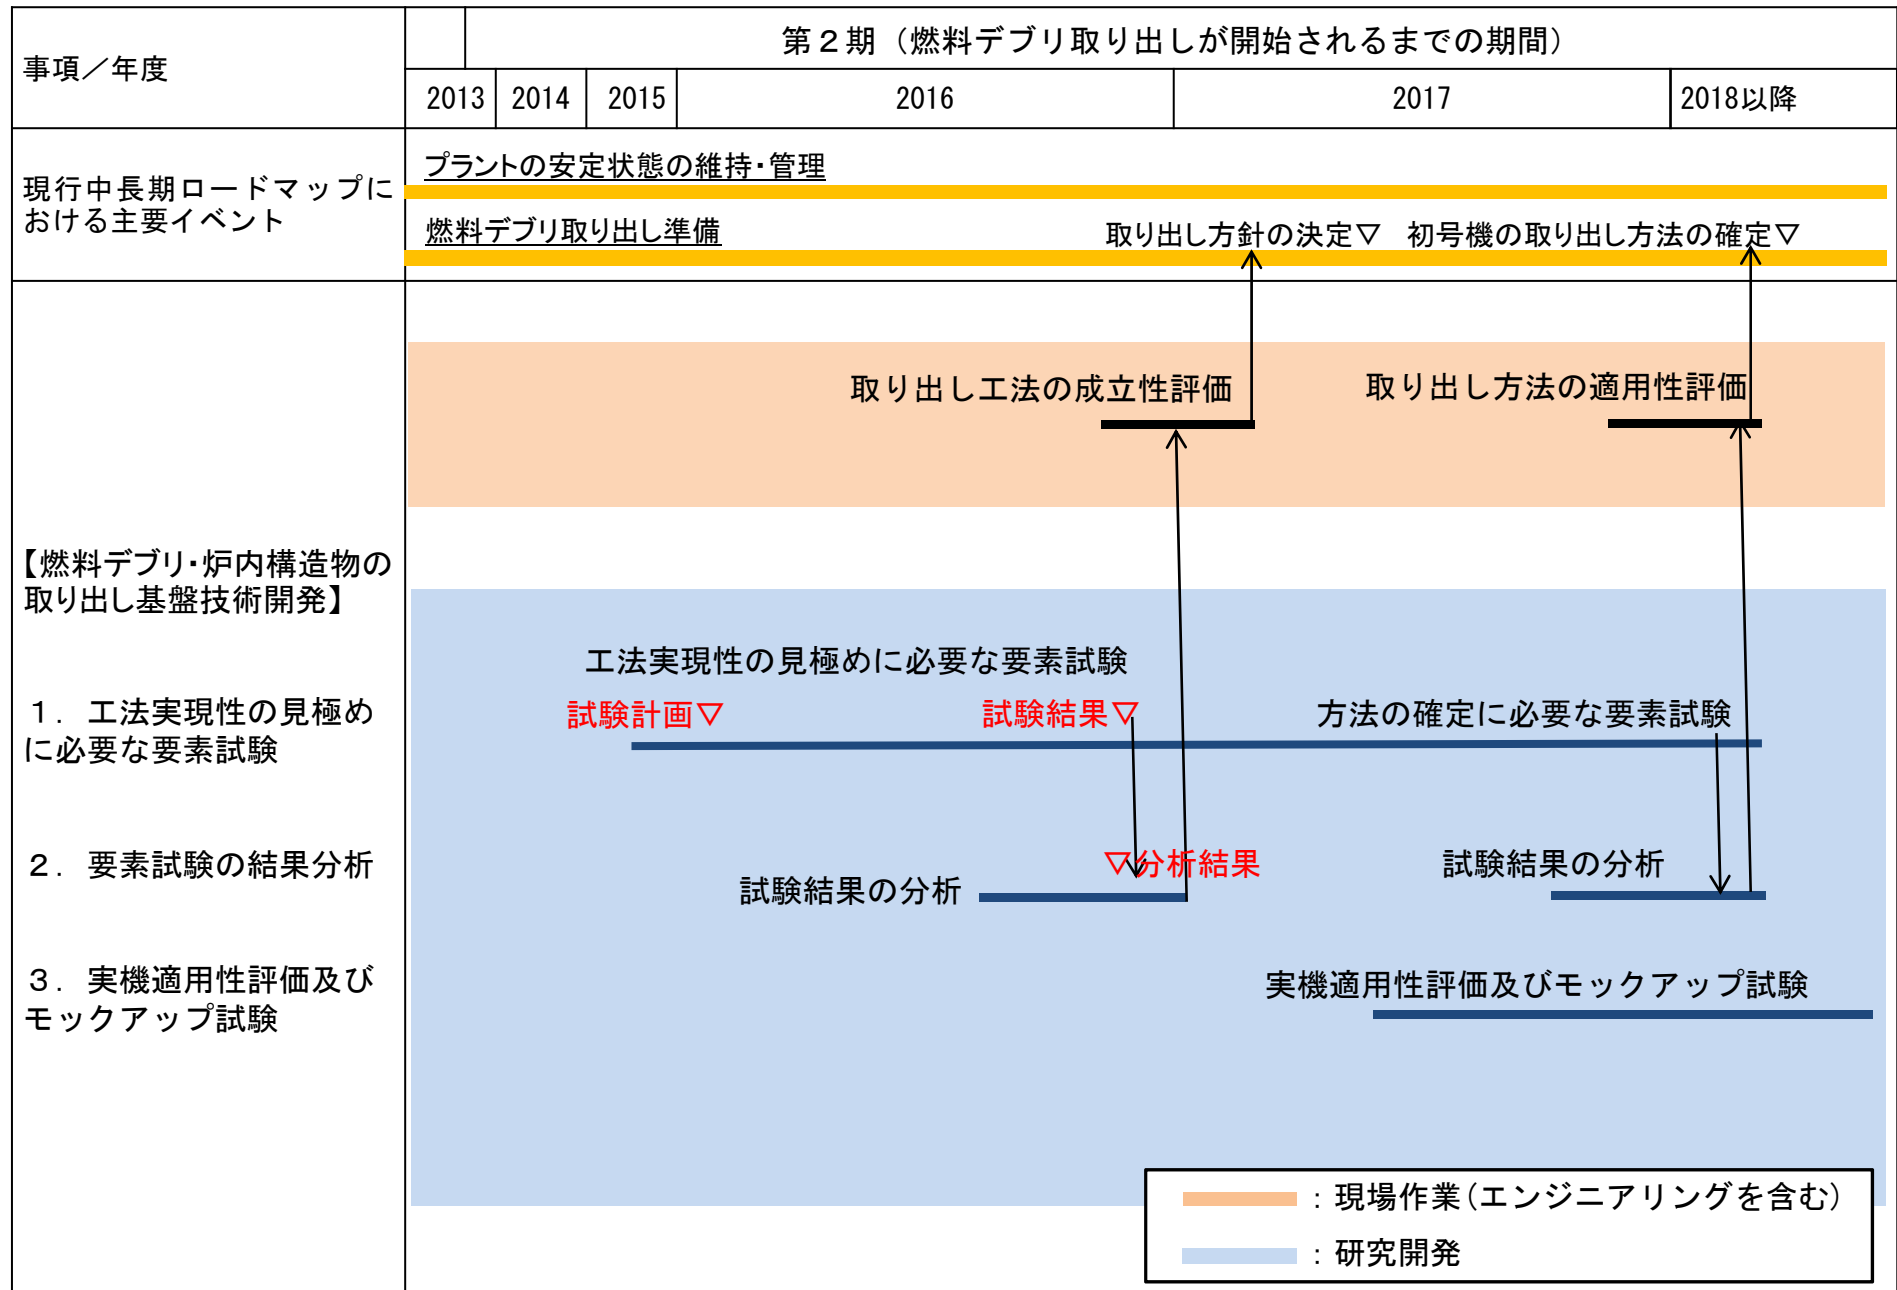 事項／年度
第２期（燃料デブリ取り出しが開始されるまでの期間）
2013
2014
2015
2016
2017
2018以降
現行中長期ロードマップに
おける主要イベント
プラントの安定状態の維持・管理
燃料デブリ取り出し準備
取り出し方針の決定▽
初号機の取り出し方法の確定▽
取り出し工法の成立性評価
取り出し方法の適用性評価
【燃料デブリ・炉内構造物の
取り出し基盤技術開発】
工法実現性の見極めに必要な要素試験
１．工法実現性の見極め
に必要な要素試験
試験計画▽
試験結果▽
方法の確定に必要な要素試験
２．要素試験の結果分析
試験結果の分析
▽分析結果
試験結果の分析
３．実機適用性評価及び
モックアップ試験
実機適用性評価及びモックアップ試験
：現場作業（エンジニアリングを含む）
：研究開発